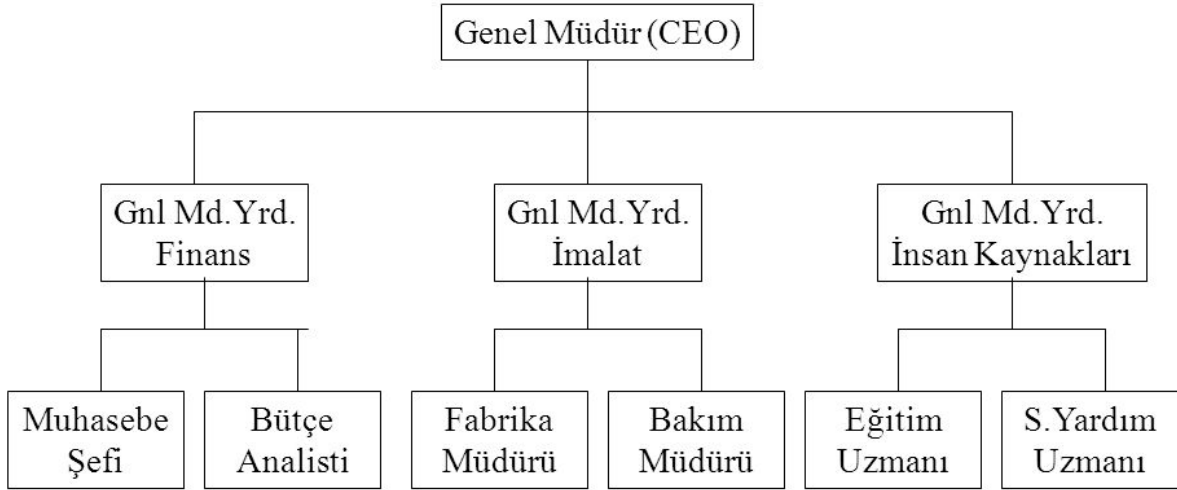 Genel Müdür (CEO)
Gnl Md.Yrd.
Finans
Gnl Md.Yrd.
İmalat
Gnl Md.Yrd.
İnsan Kaynakları
Muhasebe
Şefi
Bütçe
Analisti
Fabrika
Müdürü
Bakım
Müdürü
Eğitim
Uzmanı
S.Yardım
Uzmanı